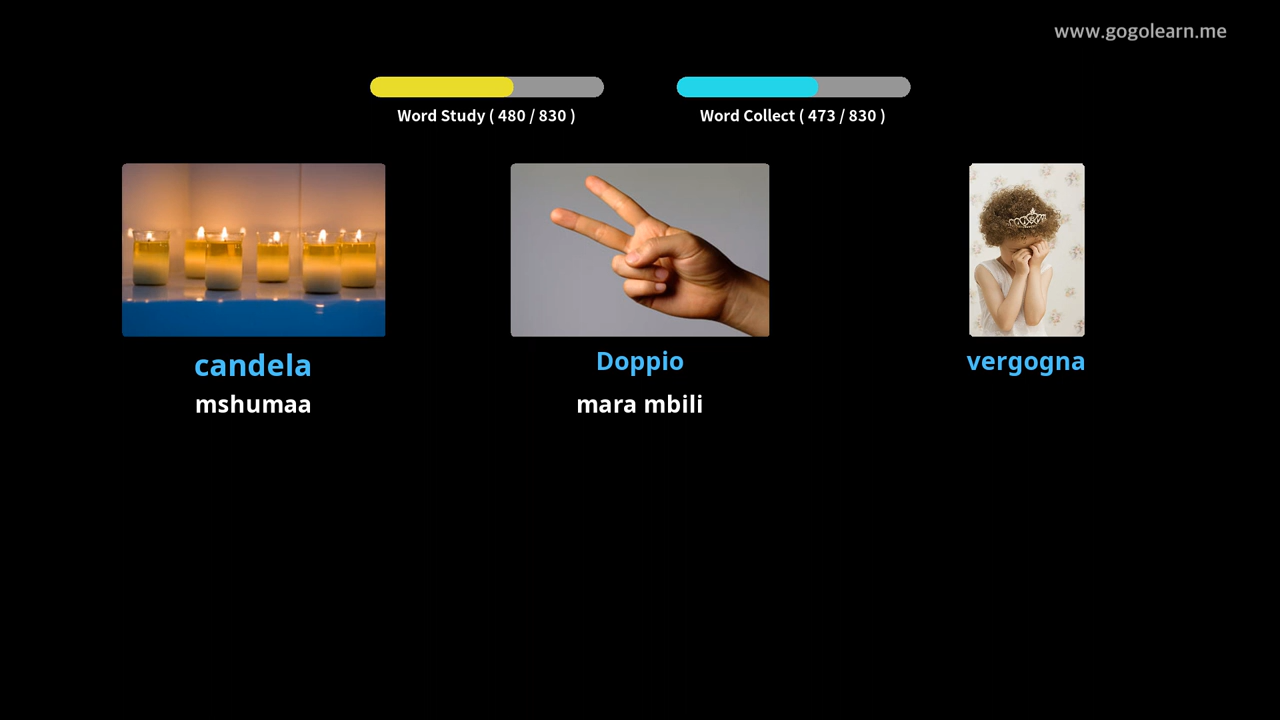 www.gogolearn.me
Word Study ( 480 / 830 )
Word Collect ( 473 / 830 )
candela
mshumaa
Doppio
mara mbili
vergogna